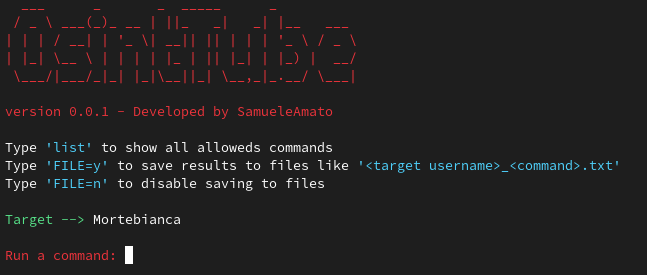 OsintTube
version 0.0.1 - Developed by SamueleAmato
Type 'list' to show all alloweds commands
Type 'FILE=y' to save results to files like '<target username>_<command>.txt'
Type 'FILE=n' to disable saving to files
Target --> Mortebianca
Run a command: